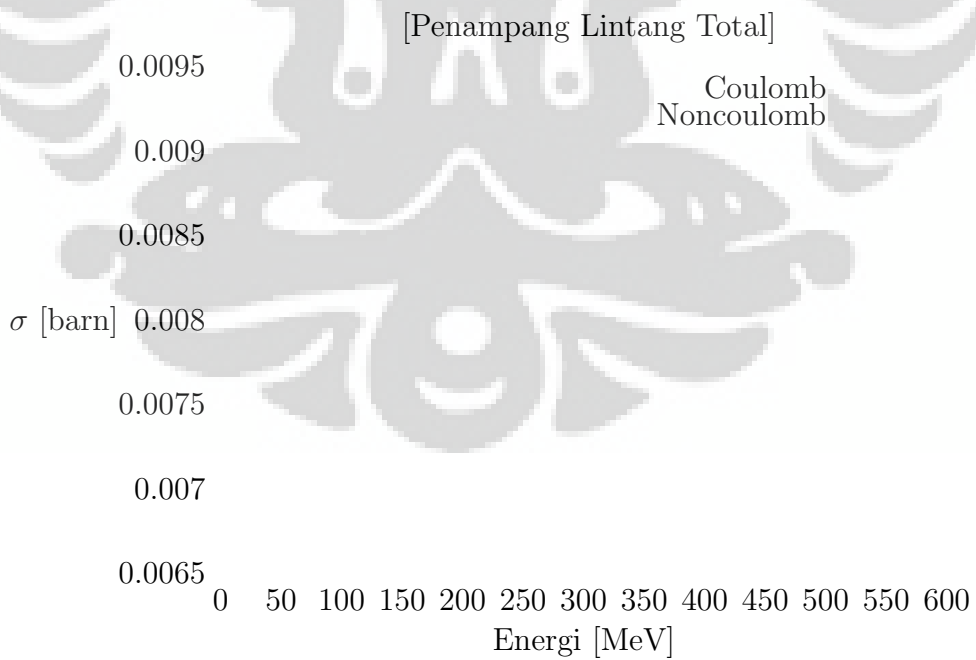 [Penampang Lintang Total]
0.0095
Coulomb
Noncoulomb
0.009
0.0085
σ [barn] 0.008
0.0075
0.007
0.0065
0 50 100 150 200 250 300 350 400 450 500 550 600
Energi [MeV]